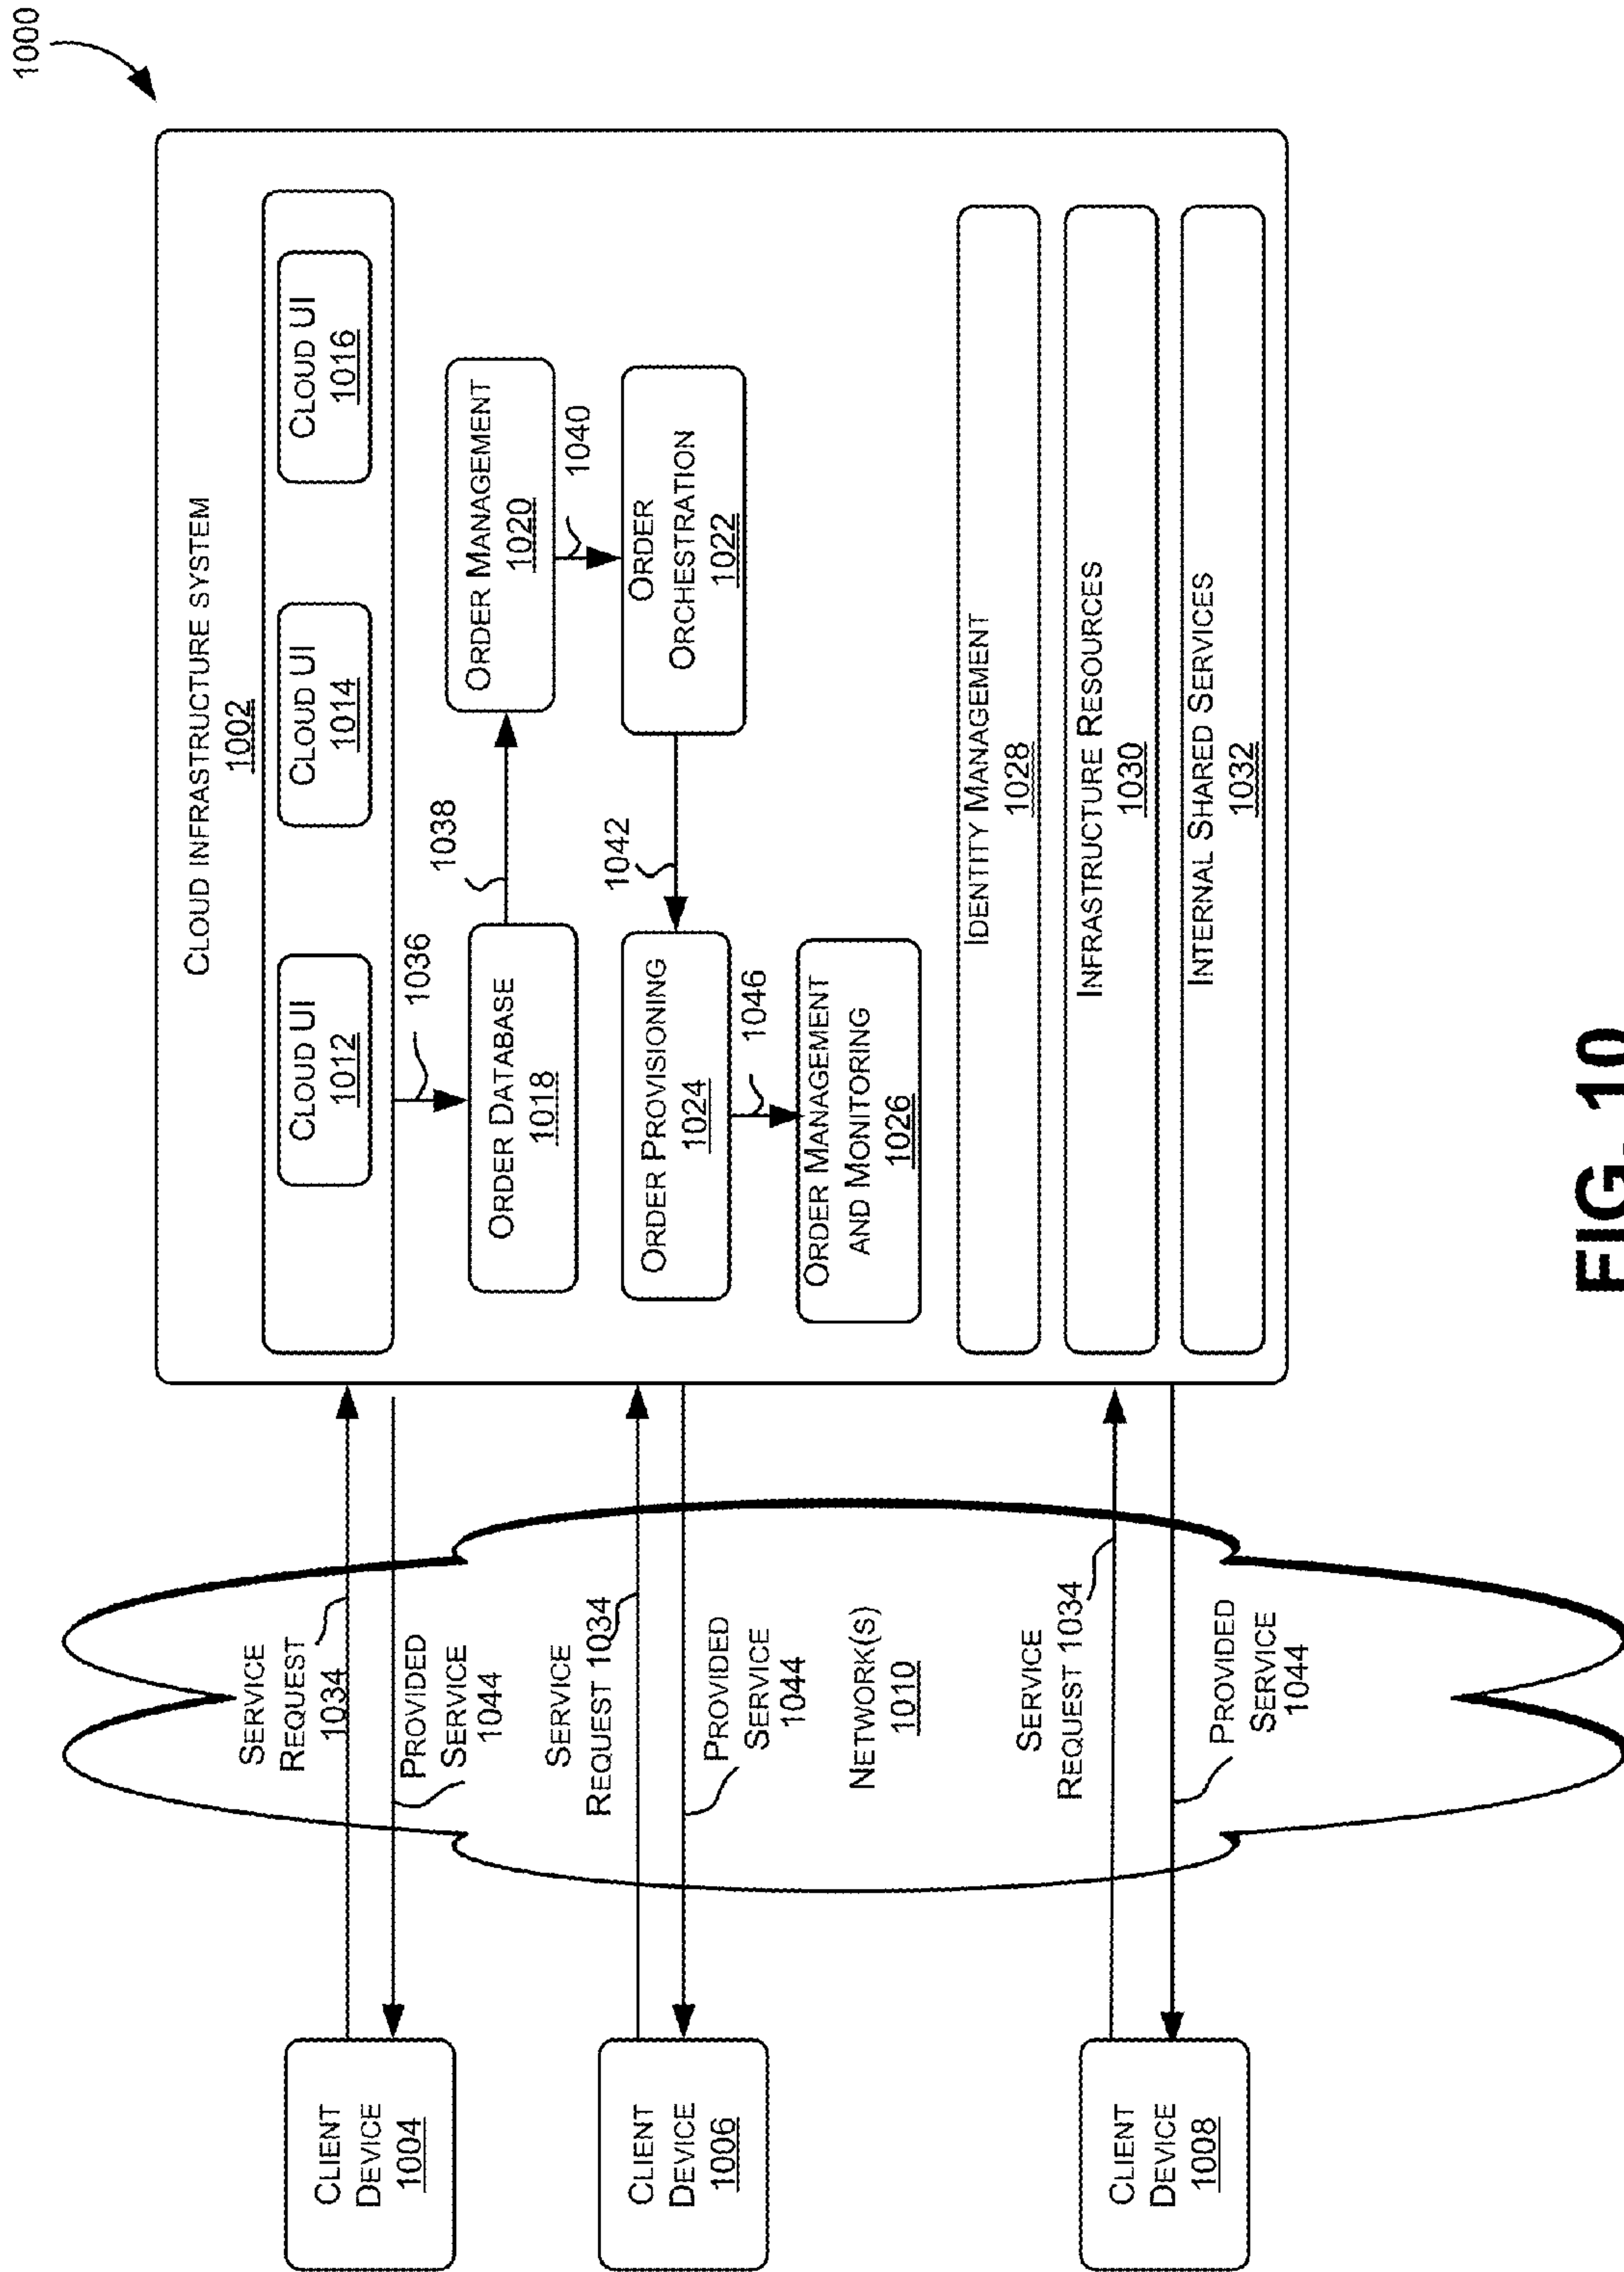 1000
CLOUD INFRASTRUCTURE SYSTEM
1002
CLOUD UI
1012
CLOUD UI
1014
CLOUD UI
1016
1036
ORDER DATABASE
1018
1038
ORDER MANAGEMENT
1020
1040
ORDER
ORCHESTRATION
1022
1042
ORDER PROVISIONING
1024
1046
ORDER MANAGEMENT
AND MONITORING
1026
IDENTITY MANAGEMENT
1028
INFRASTRUCTURE RESOURCES
1030
INTERNAL SHARED SERVICES
1032
CLIENT
DEVICE
1004
SERVICE
REQUEST
1034
PROVIDED
SERVICE
1044
CLIENT
DEVICE
1006
SERVICE
REQUEST 1034
PROVIDED
SERVICE
1044
NETWORK(S)
1010
CLIENT
DEVICE
1008
SERVICE
REQUEST 1034
PROVIDED
SERVICE
1044
FIG. 10